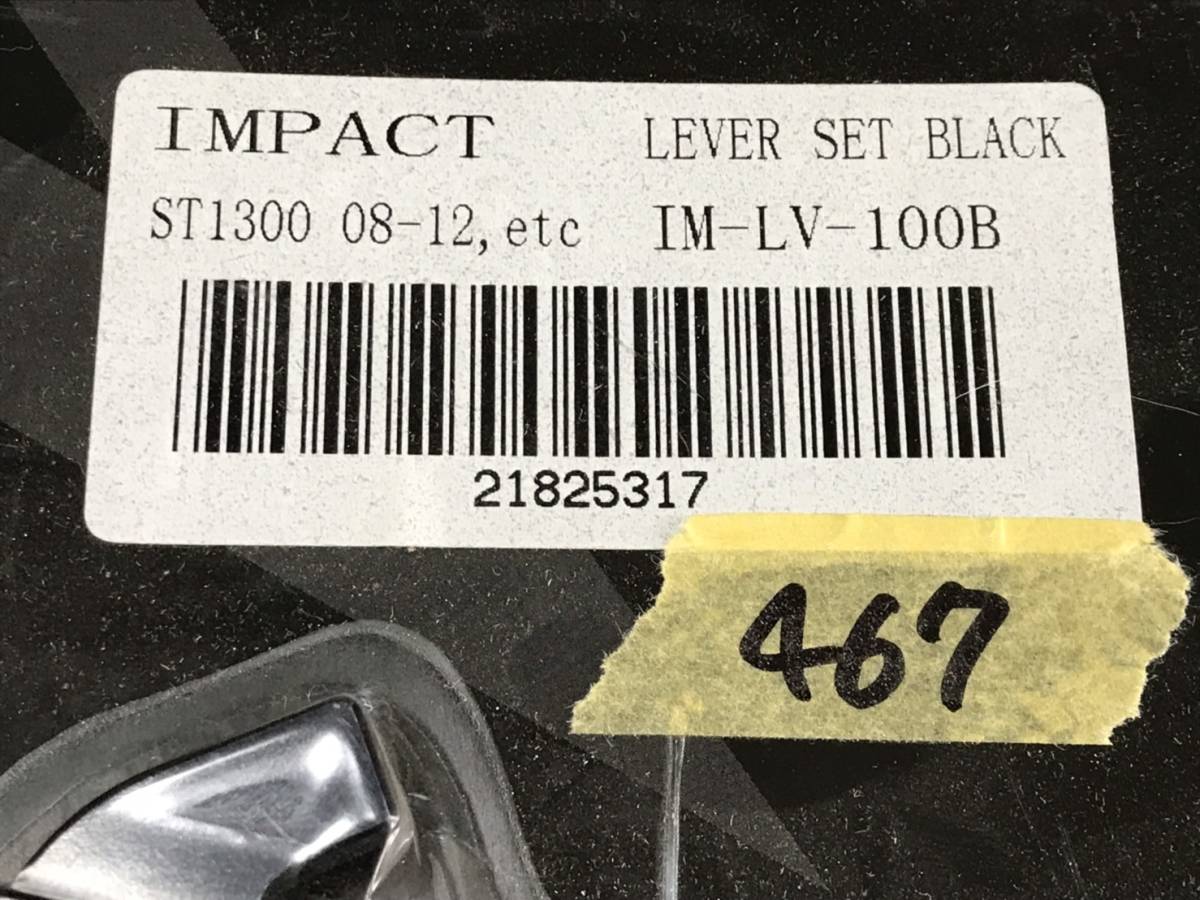 IMPACT LEVER SET BLACK
ST1300 08-12,etc IM-LV-100B
21825317
467